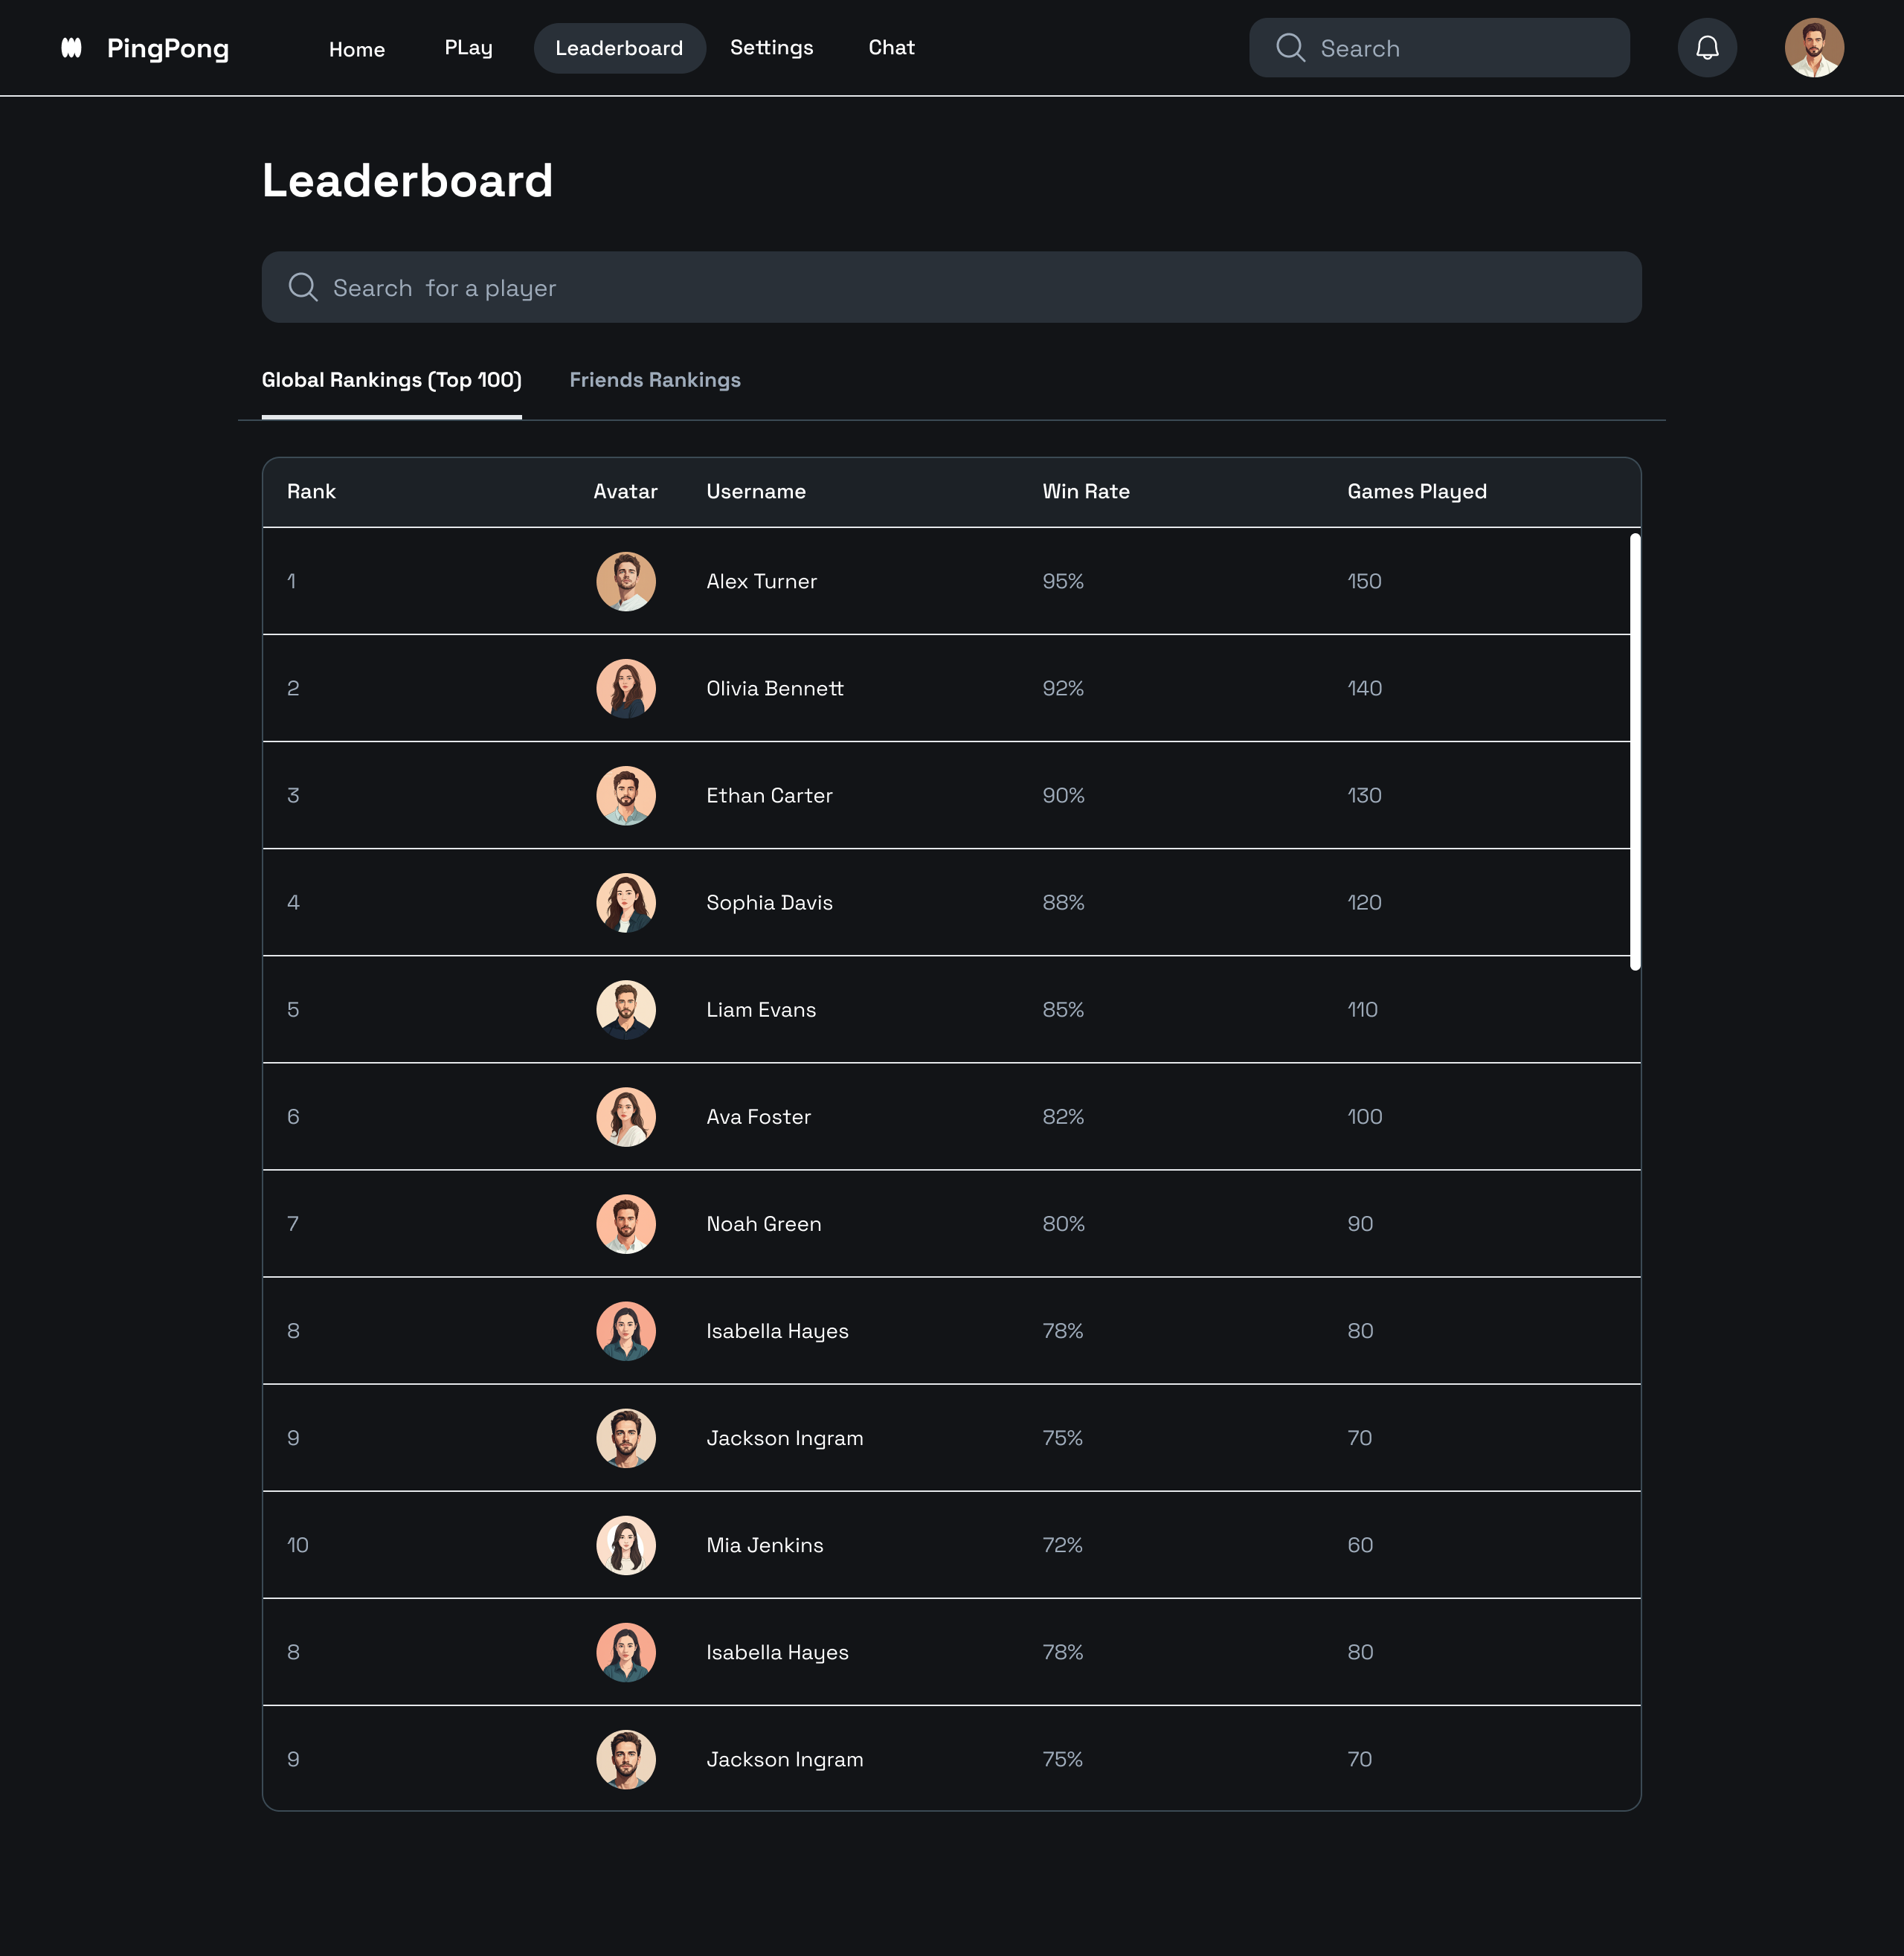 PingPong Home PLay Leaderboard Settings Chat Search
Leaderboard
Search for a player
Global Rankings (Top 100) Friends Rankings
Rank Avatar Username Win Rate Games Played
1 Alex Turner 95% 150
2 Olivia Bennett 92% 140
3 Ethan Carter 90% 130
4 Sophia Davis 88% 120
5 Liam Evans 85% 110
6 Ava Foster 82% 100
7 Noah Green 80% 90
8 Isabella Hayes 78% 80
9 Jackson Ingram 75% 70
10 Mia Jenkins 72% 60
8 Isabella Hayes 78% 80
9 Jackson Ingram 75% 70